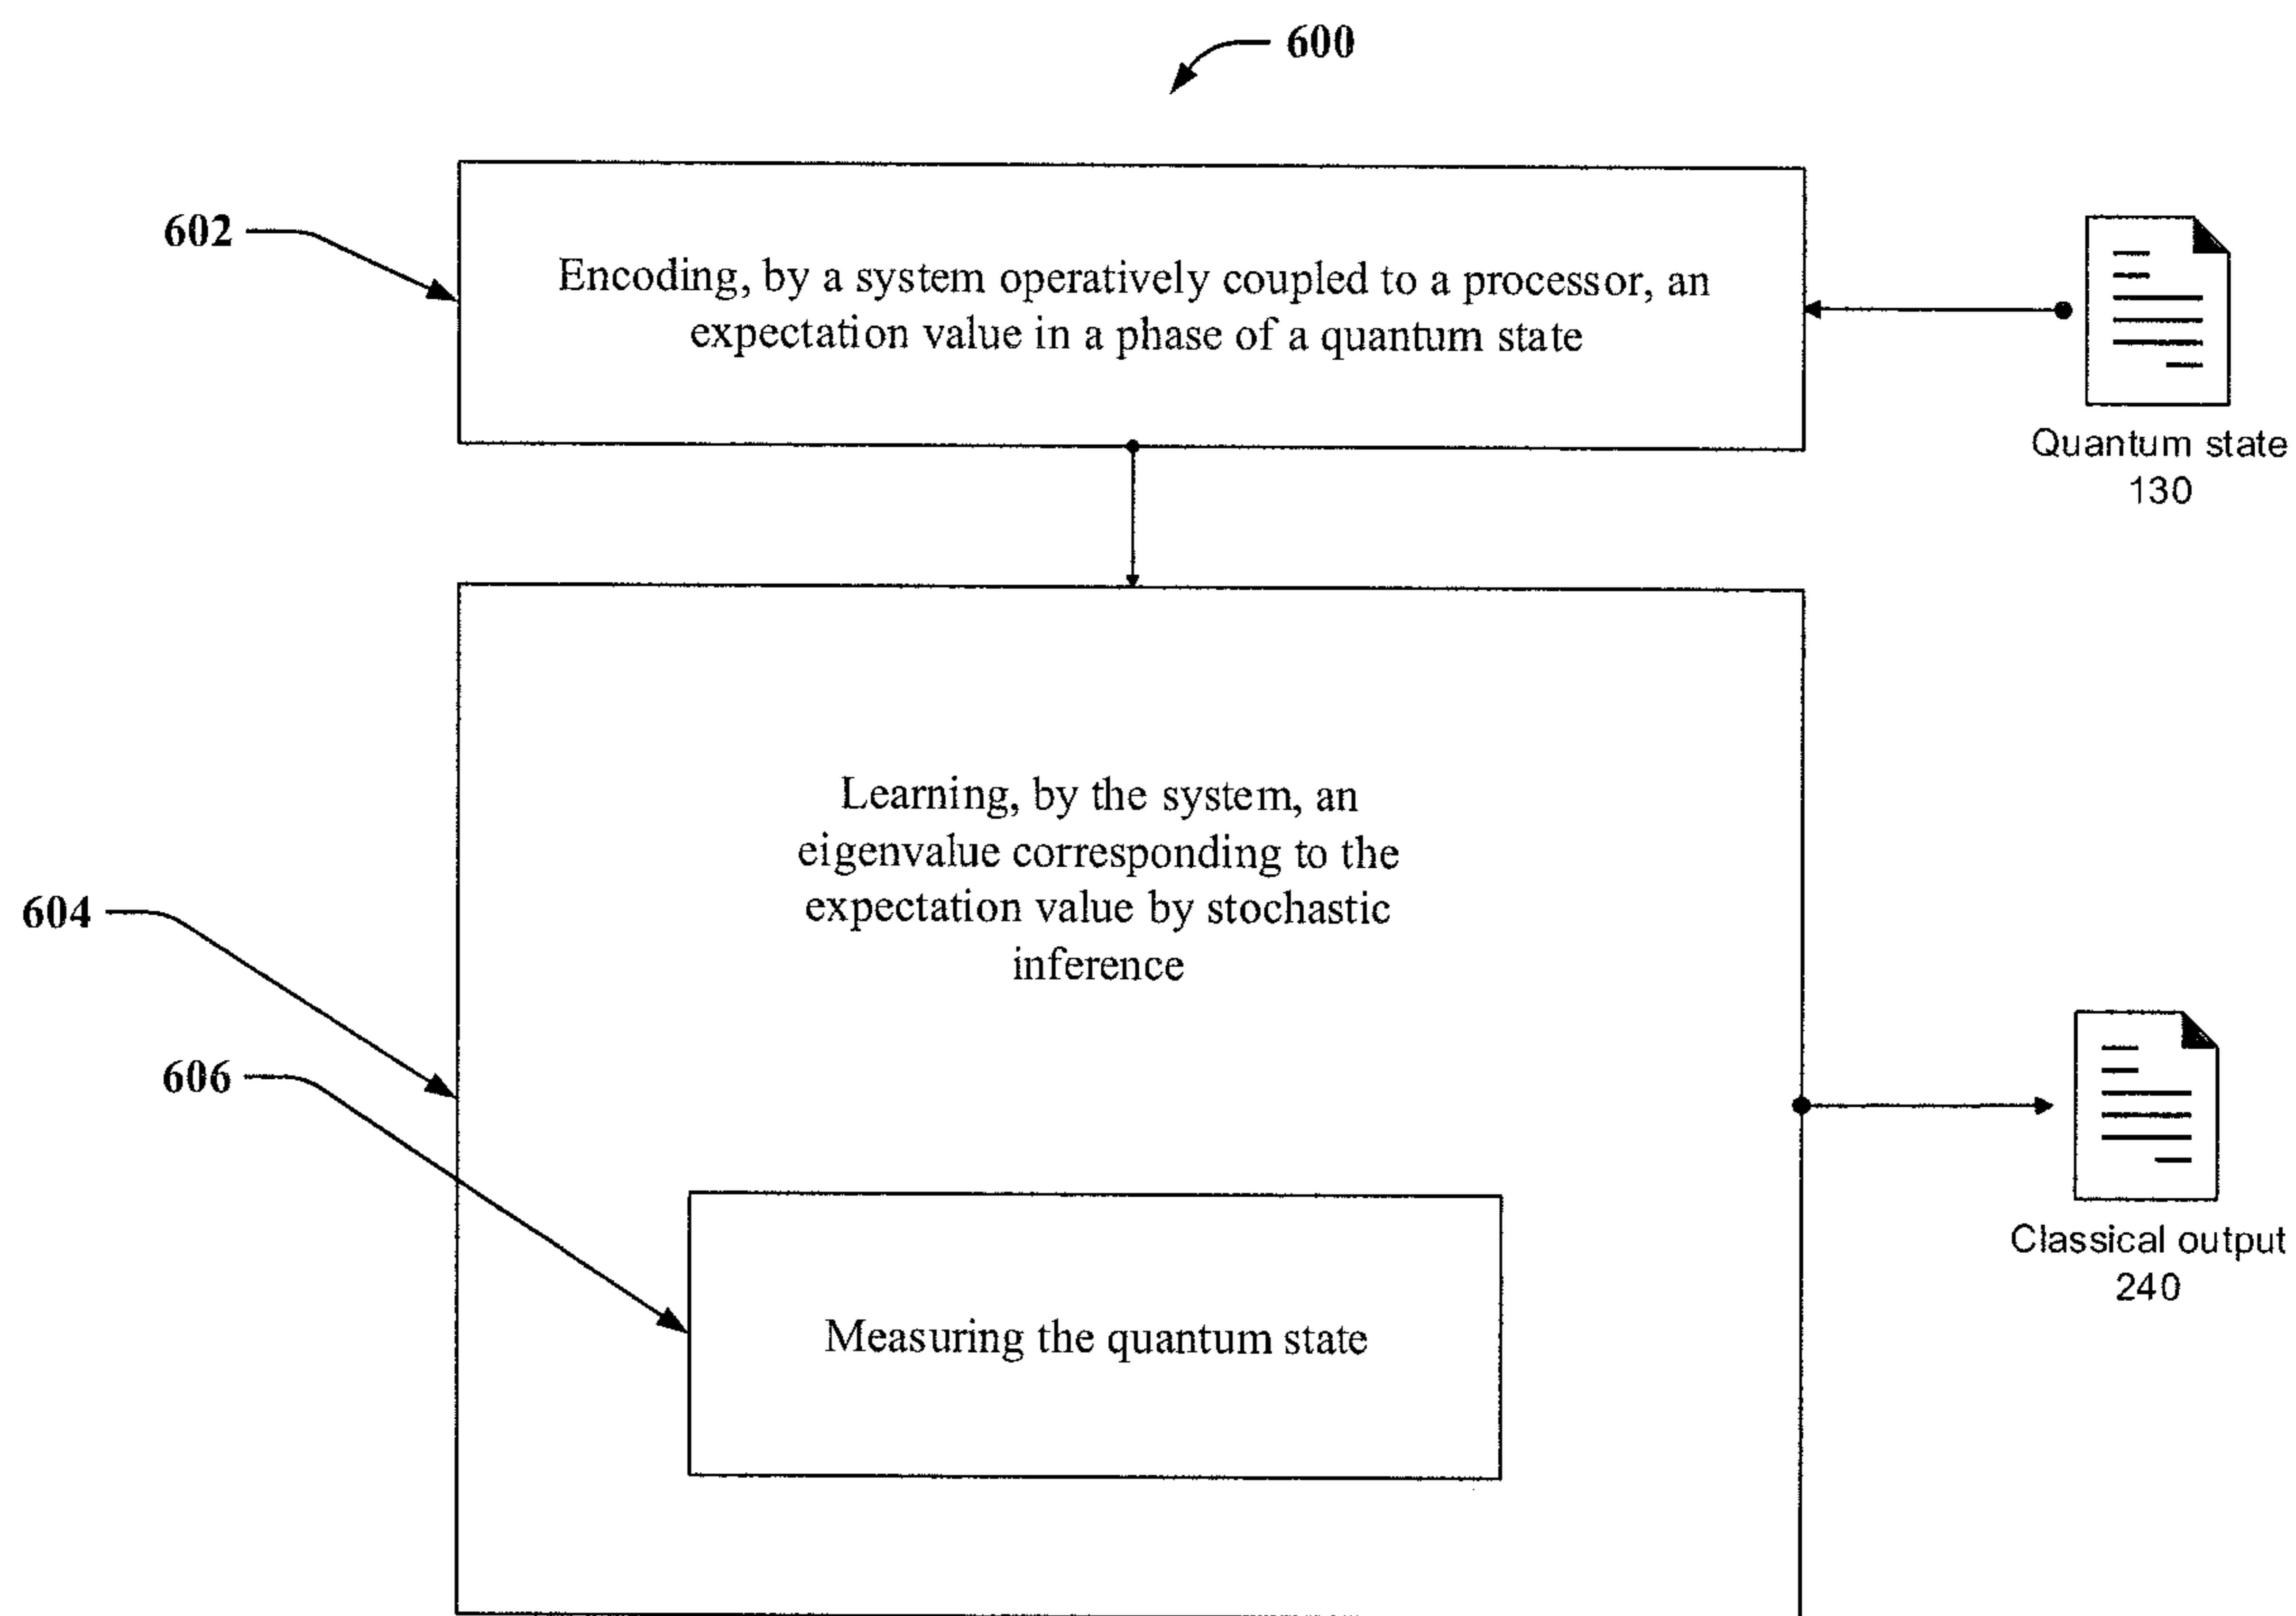 600
602
Encoding, by a system operatively coupled to a processor, an
expectation value in a phase of a quantum state
Quantum state
130
Learning, by the system, an
eigenvalue corresponding to the
expectation value by stochastic
inference
604
606
Classical output
240
Measuring the quantum state